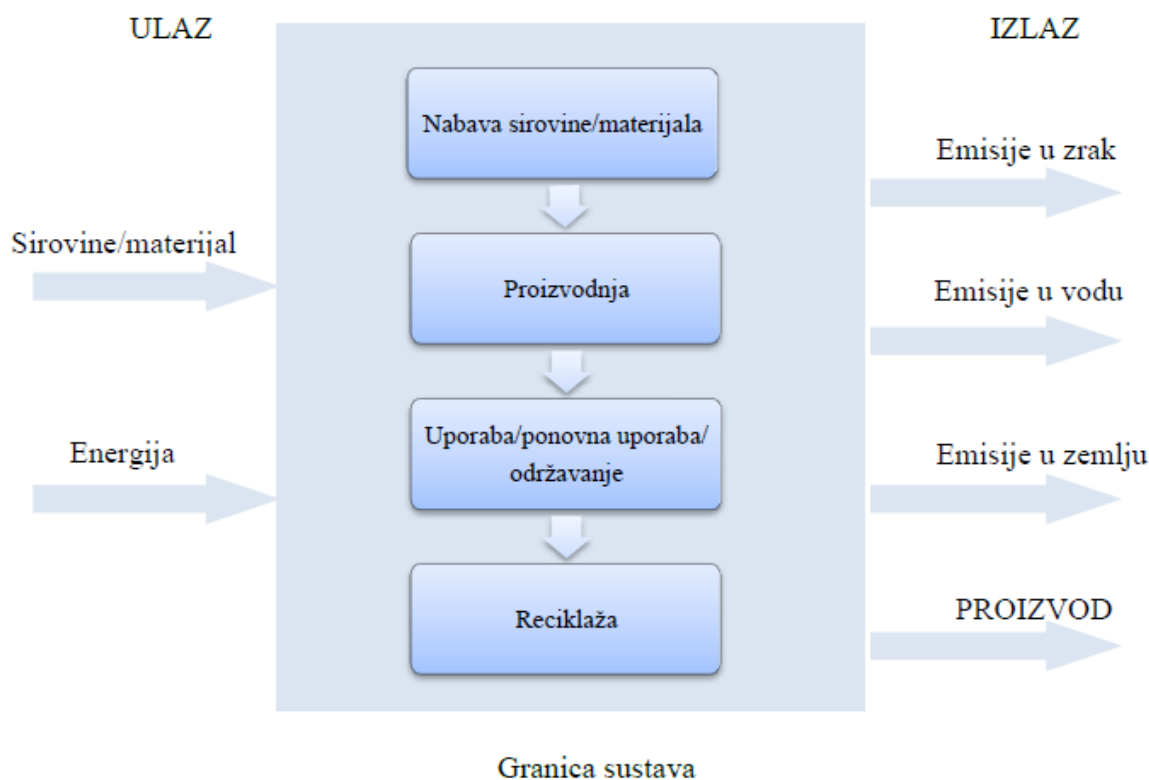 ULAZ
IZLAZ
Nabava sirovine/materijala
Emisije u zrak
Sirovine/materijal
Proizvodnja
Emisije u vodu
Energija
Uporaba/ponovna uporaba/
održavanje
Emisije u zemlju
Reciklaža
PROIZVOD
Granica sustava